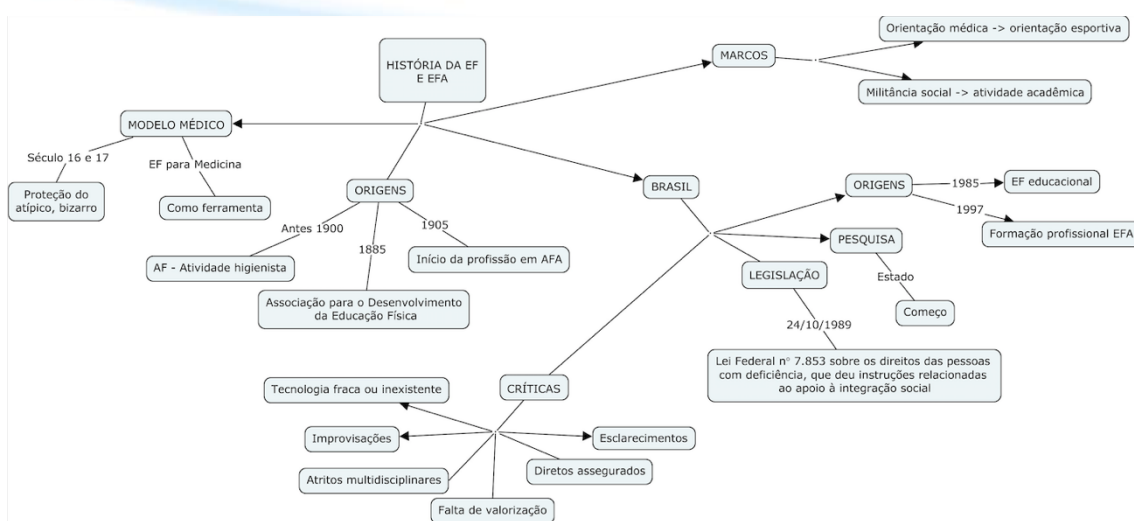 HISTÓRIA DA EF
E EFA
MARCOS
Orientação médica -> orientação esportiva
Militância social -> atividade acadêmica
MODELO MÉDICO
Século 16 e 17
Proteção do
atípico, bizarro
EF para Medicina
Como ferramenta
ORIGENS
Antes 1900
AF - Atividade higienista
1885
Associação para o Desenvolvimento
da Educação Física
1905
Início da profissão em AFA
BRASIL
ORIGENS
1985
EF educacional
1997
Formação profissional EFA
PESQUISA
Estado
Começo
LEGISLAÇÃO
24/10/1989
Lei Federal n° 7.853 sobre os direitos das pessoas
com deficiência, que deu instruções relacionadas
ao apoio à integração social
CRÍTICAS
Tecnologia fraca ou inexistente
Improvisações
Atritos multidisciplinares
Falta de valorização
Diretos assegurados
Esclarecimentos